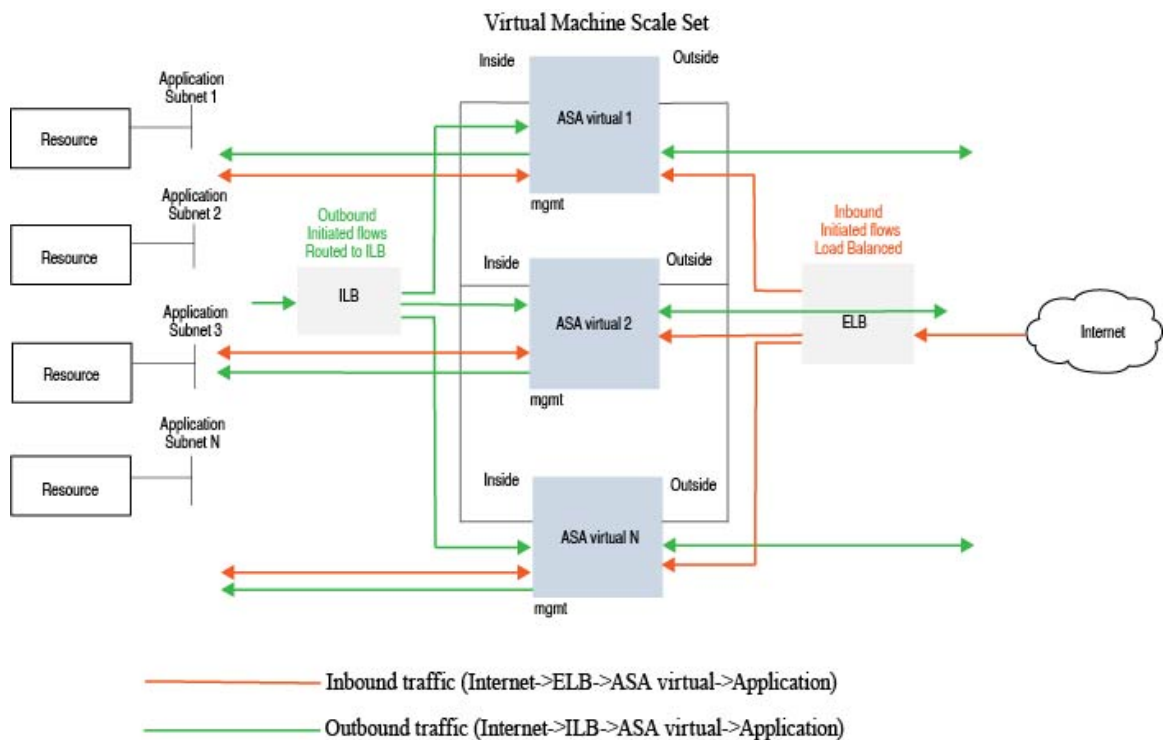 Virtual Machine Scale Set
Inside
Outside
Application
Subnet 1
Resource
ASA virtual 1
mgmt
Application
Subnet 2
Resource
Outbound
Initiated flows
Routed to ILB
Inbound
Initiated flows
Load Balanced
Inside
Outside
ILB
ASA virtual 2
ELB
Internet
mgmt
Application
Subnet 3
Resource
Application
Subnet N
Resource
Inside
Outside
ASA virtual N
mgmt
Inbound traffic (Internet->ELB->ASA virtual->Application)
Outbound traffic (Internet->ILB->ASA virtual->Application)